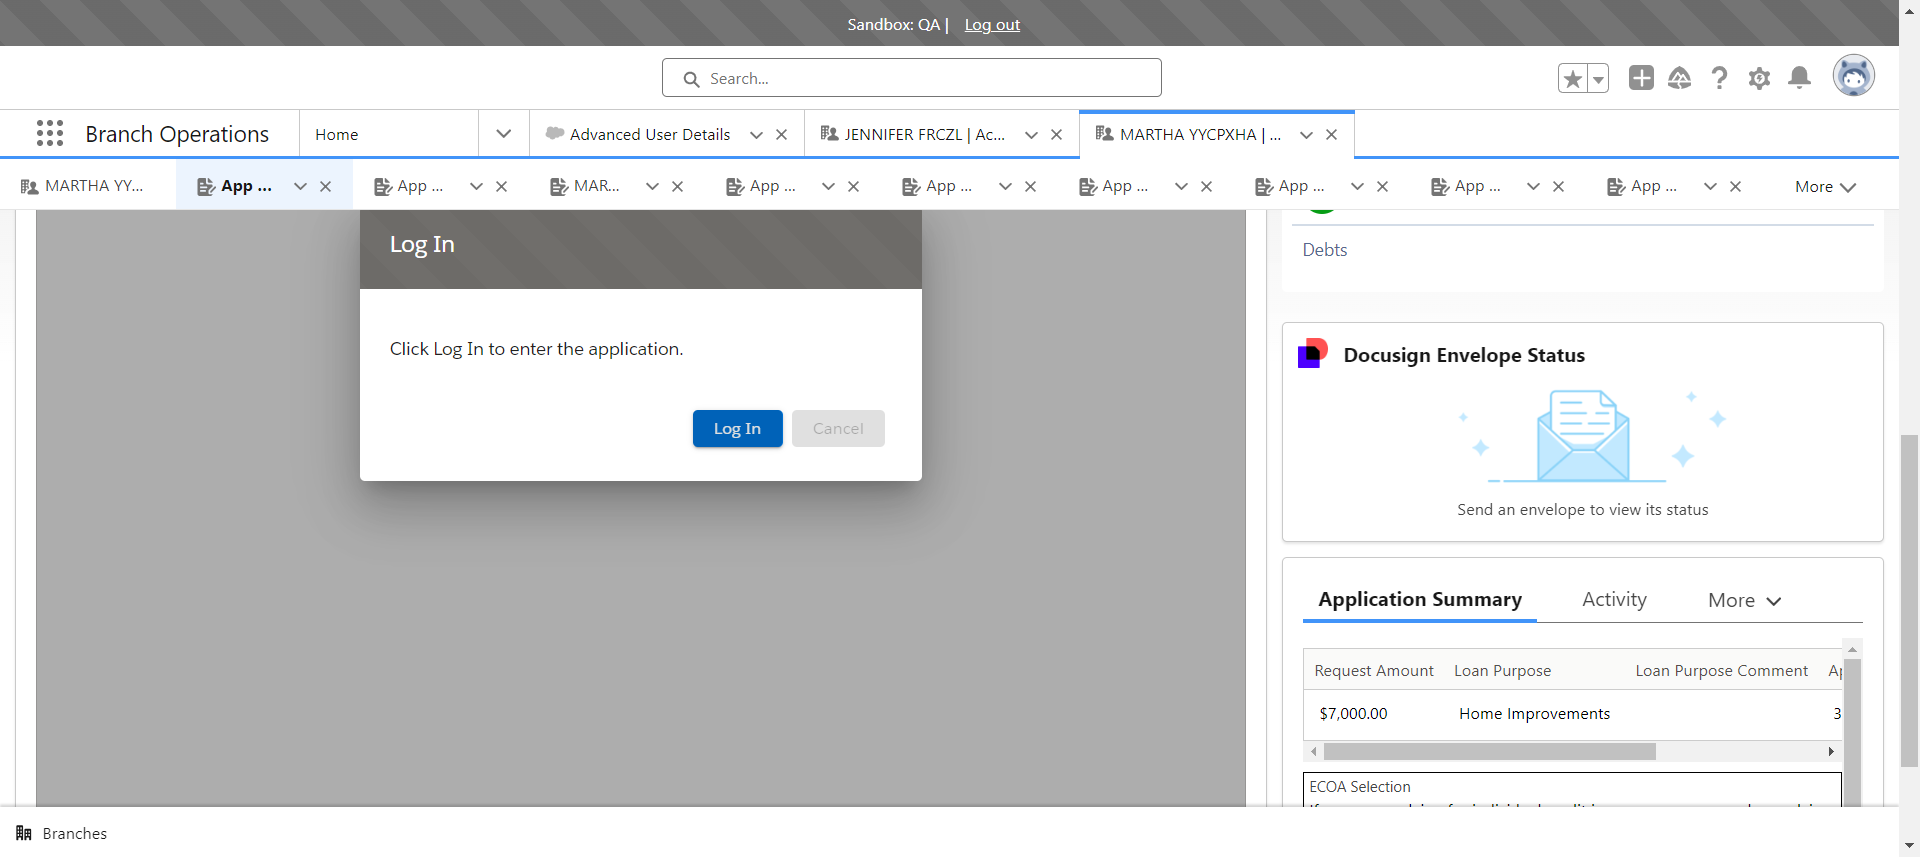 Sandbox: QA | Log out
Search...
Branch Operations
Home
Advanced User Details
JENNIFER FRCZL | Ac...
MARTHA YYCPXHA | ...
MARTHA YY...
App ...
App ...
MAR...
App ...
App ...
App ...
App ...
App ...
App ...
More
Log In
Click Log In to enter the application.
Log In
Cancel
Debts
Docusign Envelope Status
Send an envelope to view its status
Application Summary
Activity
More
Request Amount
Loan Purpose
Loan Purpose Comment
$7,000.00
Home Improvements
3
ECOA Selection
Branches